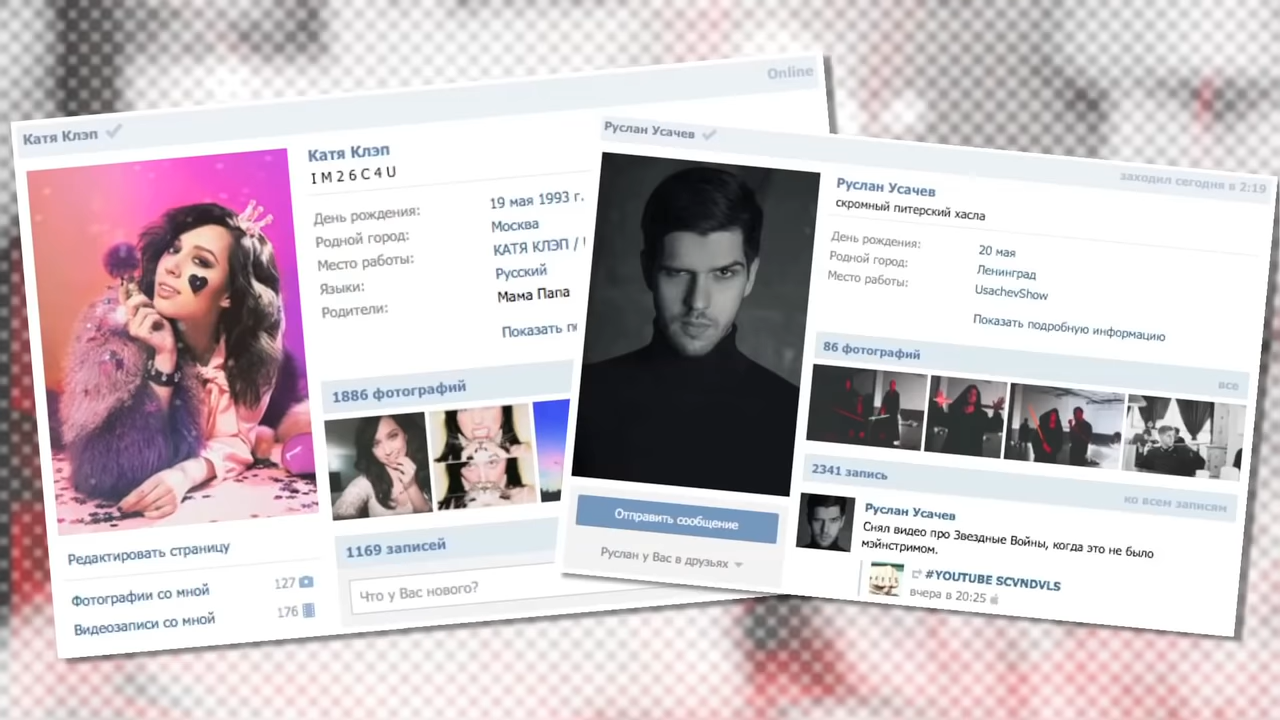 Катя Клэп
Online
Катя Клэп
I M 2 6 C 4 U
День рождения:
19 мая 1993 г.
Родной город:
Москва
Место работы:
КАТЯ КЛЭП /
Языки:
Русский
Родители:
Мама Папа
Показать
1886 фотографий
1169 записей
Что у Вас нового?
Редактировать страницу
Фотографии со мной
127
Видеозаписи со мной
176
Руслан Усачев
заходил сегодня в 2:19
Руслан Усачев
скромный питерский хасла
День рождения:
20 мая
Родной город:
Ленинград
Место работы:
UsachevShow
Показать подробную информацию
86 фотографий
все
2341 запись
ко всем записям
Руслан Усачев
Снял видео про Звездные Войны, когда это не было
мэйнстримом.
#YOUTUBE SCVNDVLS
вчера в 20:25
Отправить сообщение
Руслан у Вас в друзьях